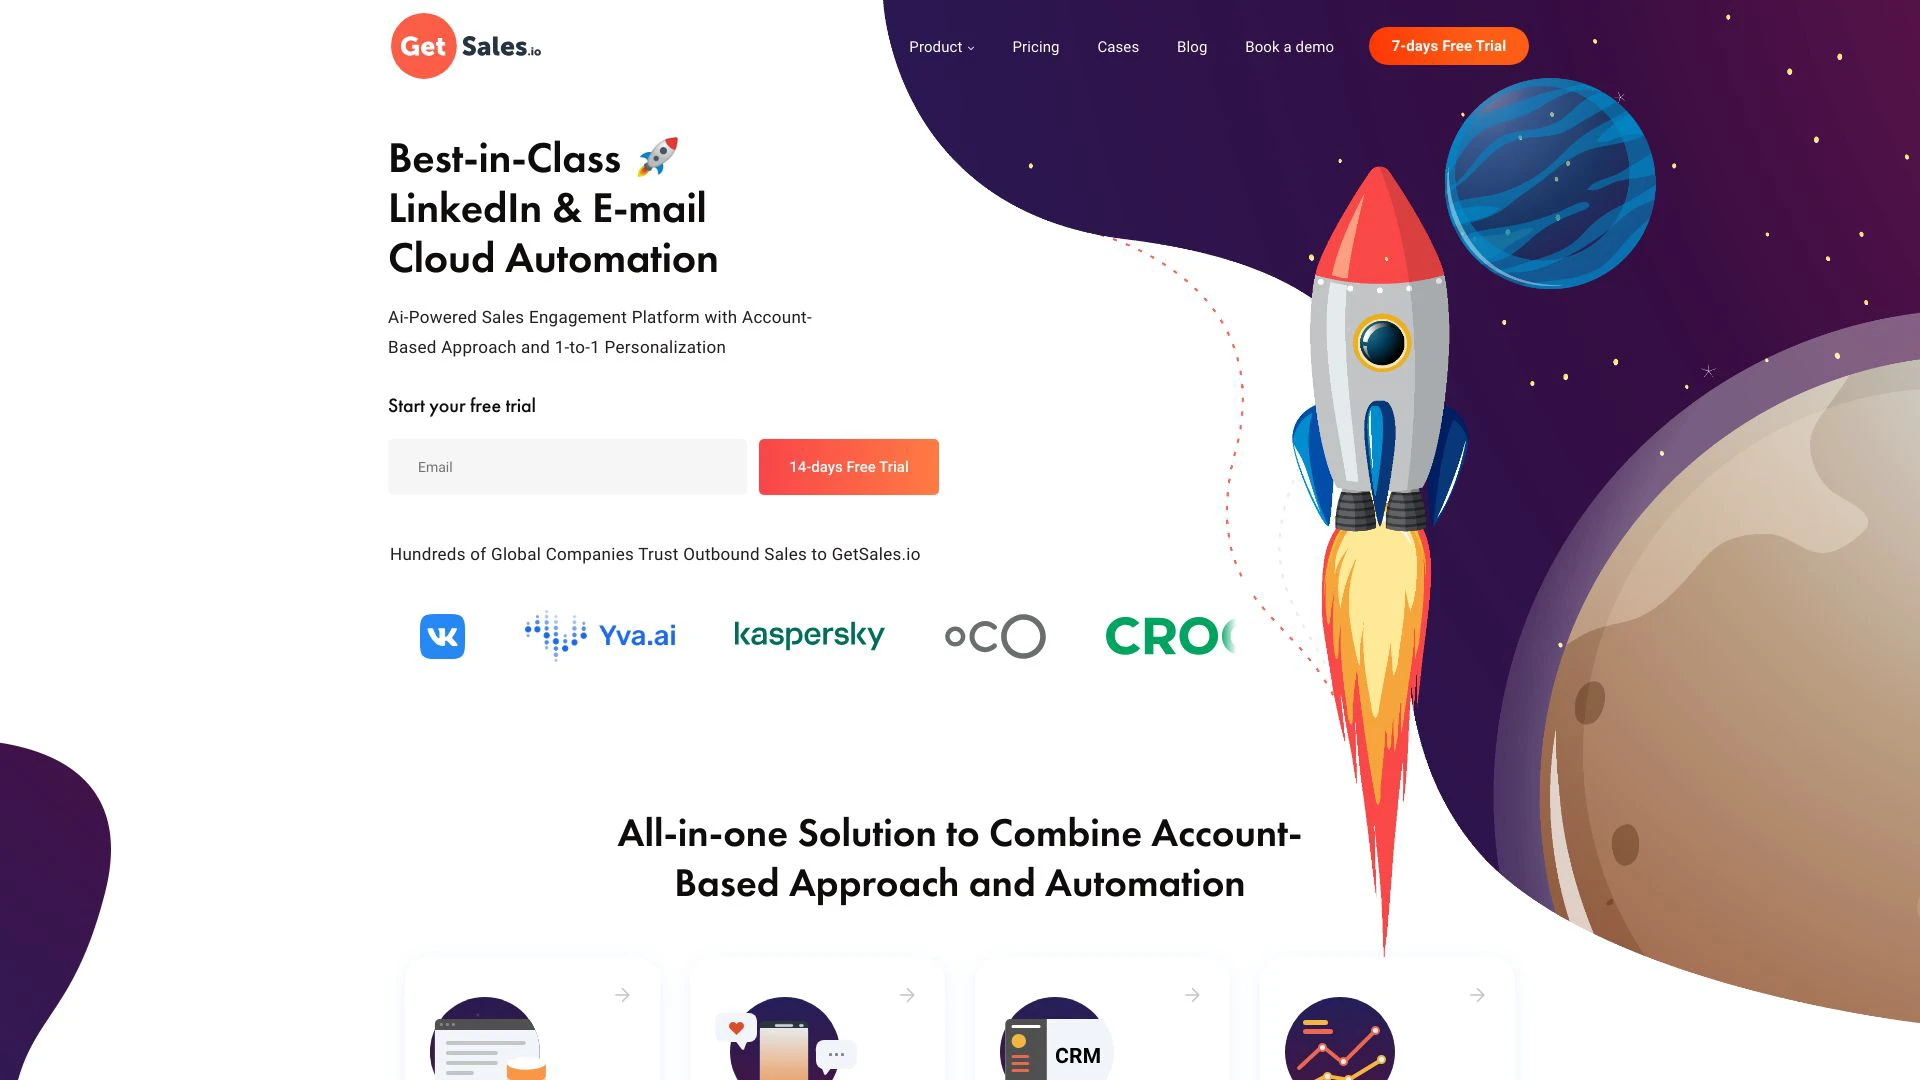 Get Sales.io
Product
Pricing
Cases
Blog
Book a demo
7-days Free Trial
Best-in-Class 🚀
LinkedIn & E-mail
Cloud Automation
Ai-Powered Sales Engagement Platform with Account-
Based Approach and 1-to-1 Personalization
Start your free trial
Email
14-days Free Trial
Hundreds of Global Companies Trust Outbound Sales to GetSales.io
VK
Yva.ai
kaspersky
oCO
CRO
All-in-one Solution to Combine Account-
Based Approach and Automation
CRM